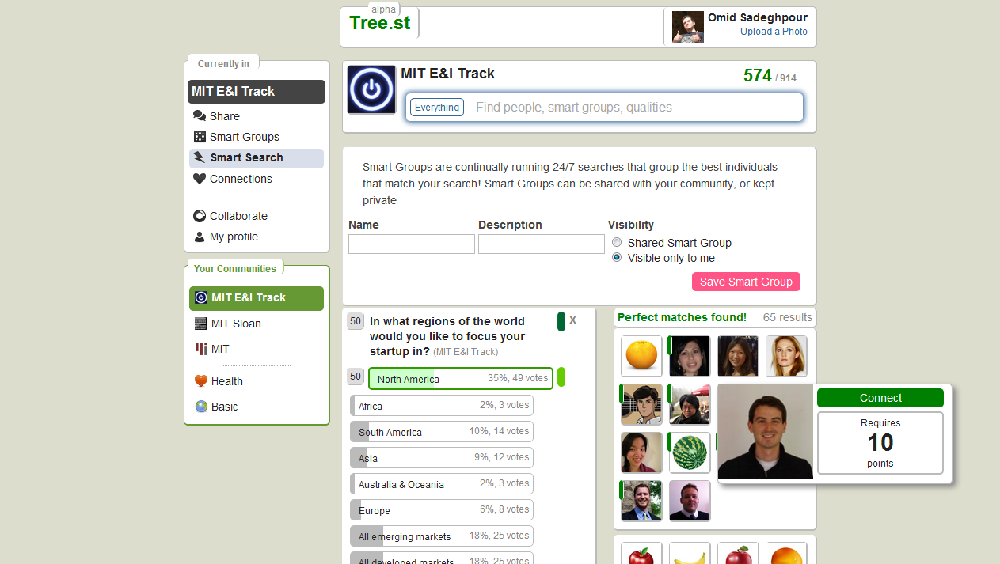 alpha
Tree.st
Omid Sadeghpour
Upload a Photo
Currently in
MIT E&I Track
Share
Smart Groups
Smart Search
Connections
Collaborate
My profile
Your Communities
MIT E&I Track
MIT Sloan
MIT
Health
Basic
MIT E&I Track
574 / 914
Everything Find people, smart groups, qualities
Smart Groups are continually running 24/7 searches that group the best individuals
that match your search! Smart Groups can be shared with your community, or kept
private
Name Description Visibility
Shared Smart Group
Visible only to me
Save Smart Group
50 In what regions of the world
would you like to focus your
startup in? (MIT E&I Track)
X
50 North America 35%, 49 votes
Africa 2%, 3 votes
South America 10%, 14 votes
Asia 9%, 12 votes
Australia & Oceania 2%, 3 votes
Europe 6%, 8 votes
All emerging markets 18%, 25 votes
All developed markets 18%, 25 votes
Perfect matches found! 65 results
Connect
Requires
10
points